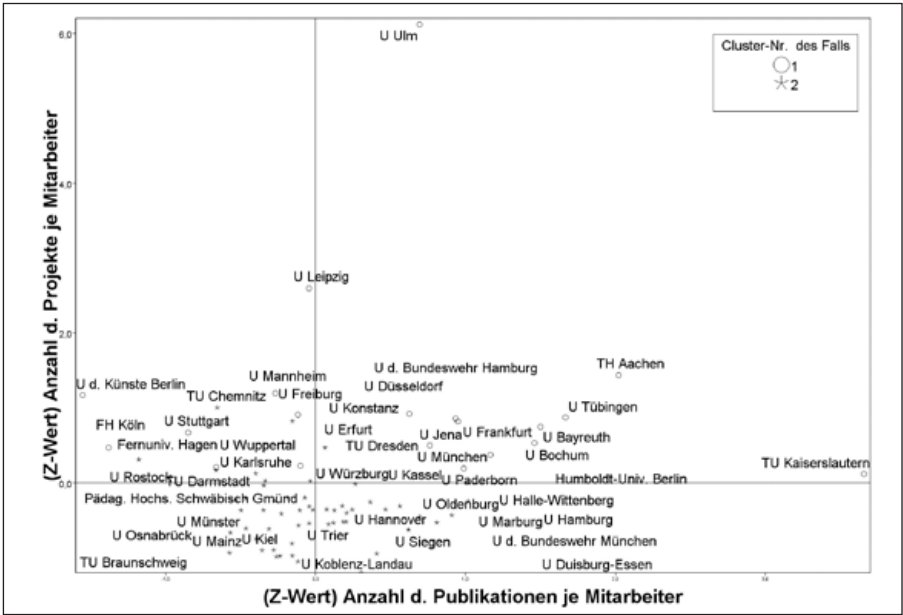 U Ulm
Cluster-Nr. des Falls
1
2
6,0
4,0
2,0
0,0
(Z-Wert) Anzahl d. Projekte je Mitarbeiter
U Leipzig
U d. Bundeswehr Hamburg
TH Aachen
U Mannheim
U d. Künste Berlin
U Düsseldorf
TU Chemnitz
U Freiburg
U Konstanz
U Tübingen
FH Köln
U Stuttgart
U Erfurt
U Jena
U Frankfurt
U Bayreuth
Fernuniv. Hagen
U Wuppertal
TU Dresden
U München
U Bochum
U Karlsruhe
TU Kaiserslautern
U Rostock
TU Darmstadt
U Würzburg
U Kassel
U Paderborn
Humboldt-Univ. Berlin
Pädag. Hochs. Schwäbisch Gmünd
U Oldenburg
U Halle-Wittenberg
U Münster
U Hannover
U Marburg
U Hamburg
U Osnabrück
U Mainz
U Kiel
U Trier
U Siegen
U d. Bundeswehr München
TU Braunschweig
U Koblenz-Landau
U Duisburg-Essen
(Z-Wert) Anzahl d. Publikationen je Mitarbeiter